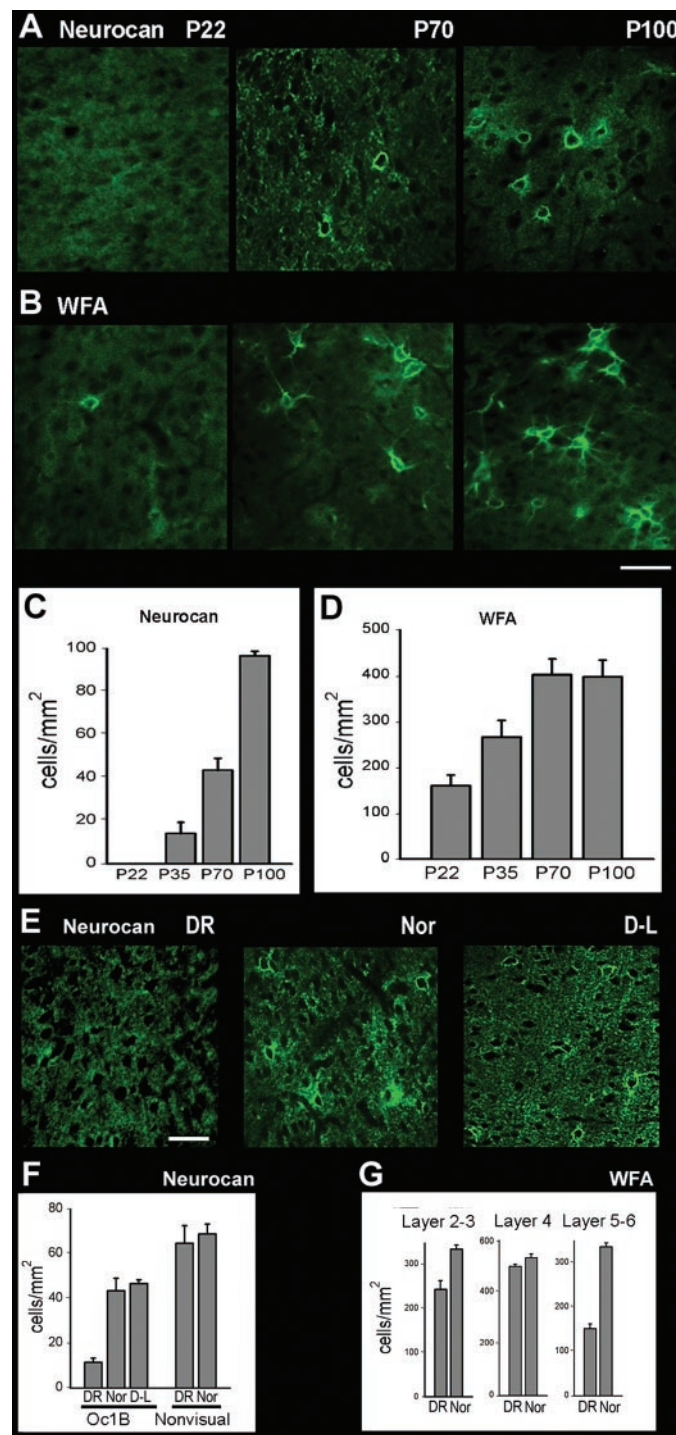 A Neurocan P22 P70 P100
B WFA
C
Neurocan
100
80
60
40
20
0
cells/mm²
P22 P35 P70 P100
D
WFA
500
400
300
200
100
0
cells/mm²
P22 P35 P70 P100
E Neurocan DR Nor D-L
F Neurocan
80
60
40
20
0
cells/mm²
DR Nor D-L DR Nor
Oc1B Nonvisual
G WFA
Layer 2-3 Layer 4 Layer 5-6
cells/mm²
300
200
100
0
DR Nor
600
400
200
0
DR Nor
300
200
100
0
DR Nor